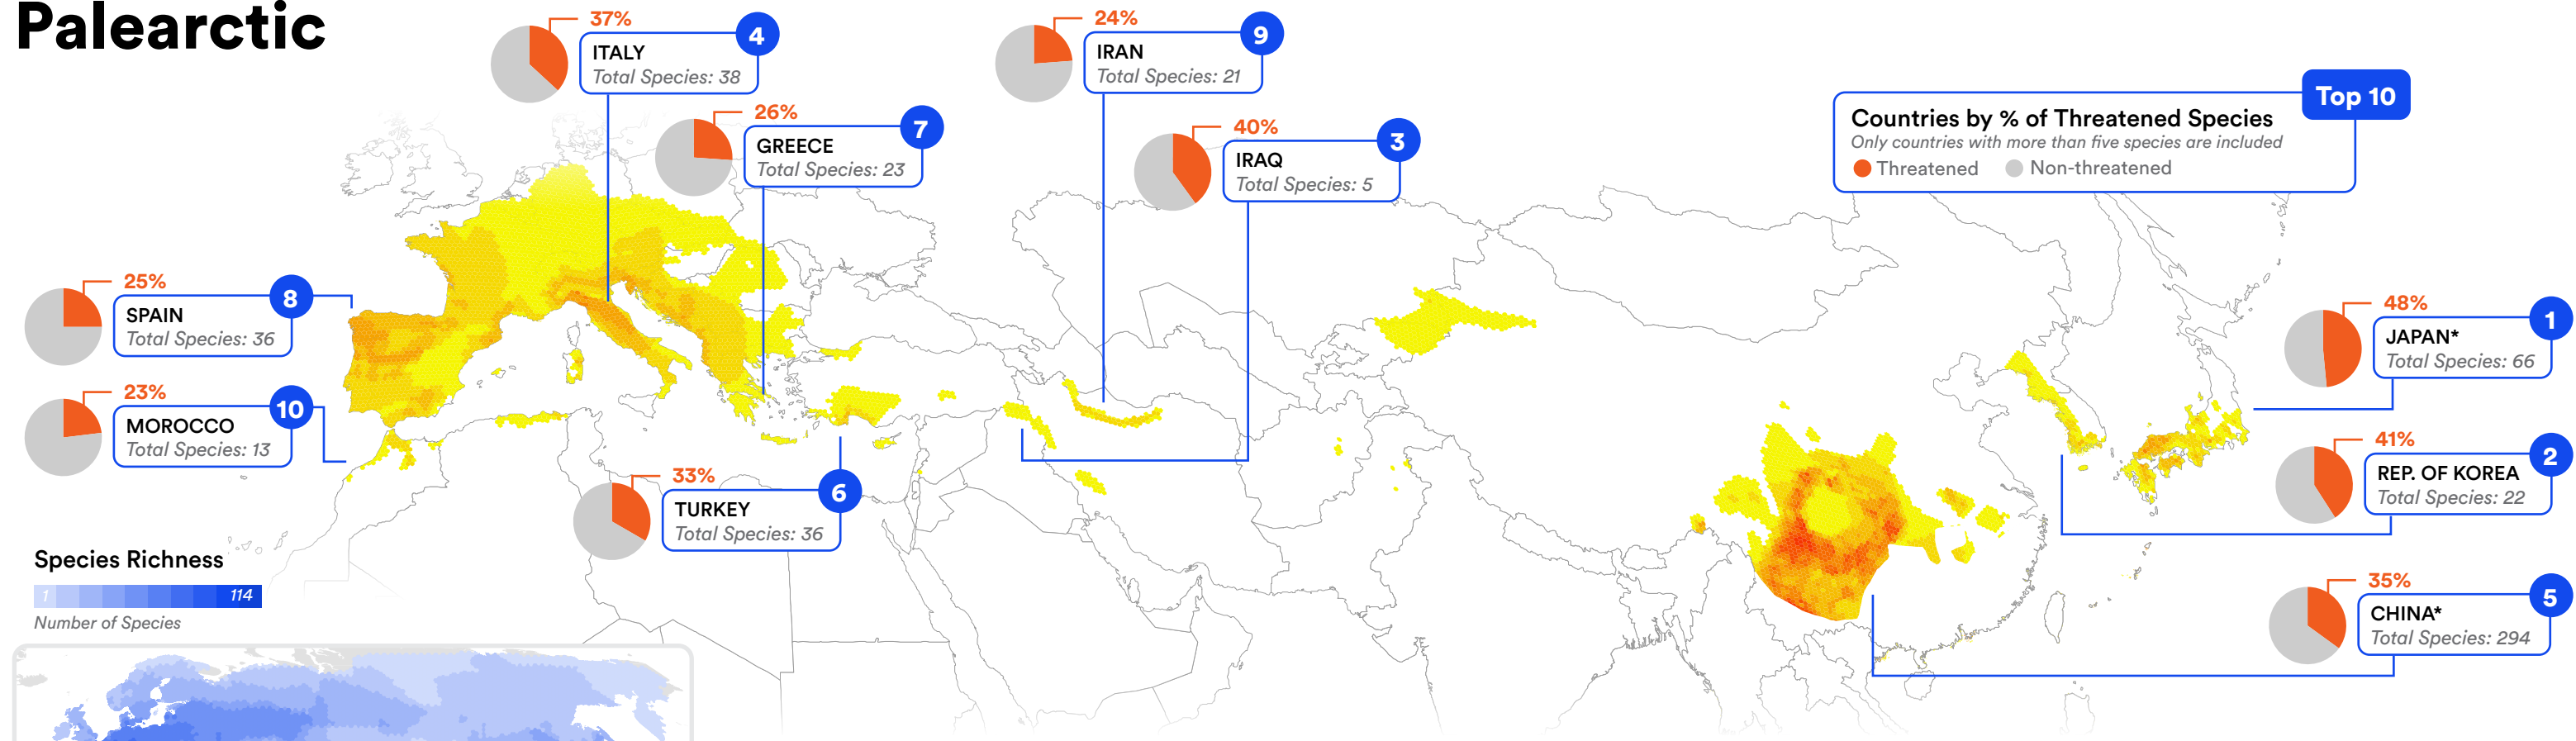 Palearctic
37%
4
ITALY
Total Species: 38
24%
9
IRAN
Total Species: 21
26%
7
GREECE
Total Species: 23
40%
3
IRAQ
Total Species: 5
Top 10
Countries by % of Threatened Species
Only countries with more than five species are included
Threatened
Non-threatened
25%
8
SPAIN
Total Species: 36
23%
10
MOROCCO
Total Species: 13
33%
6
TURKEY
Total Species: 36
48%
1
JAPAN*
Total Species: 66
41%
2
REP. OF KOREA
Total Species: 22
35%
5
CHINA*
Total Species: 294
Species Richness
1 114
Number of Species